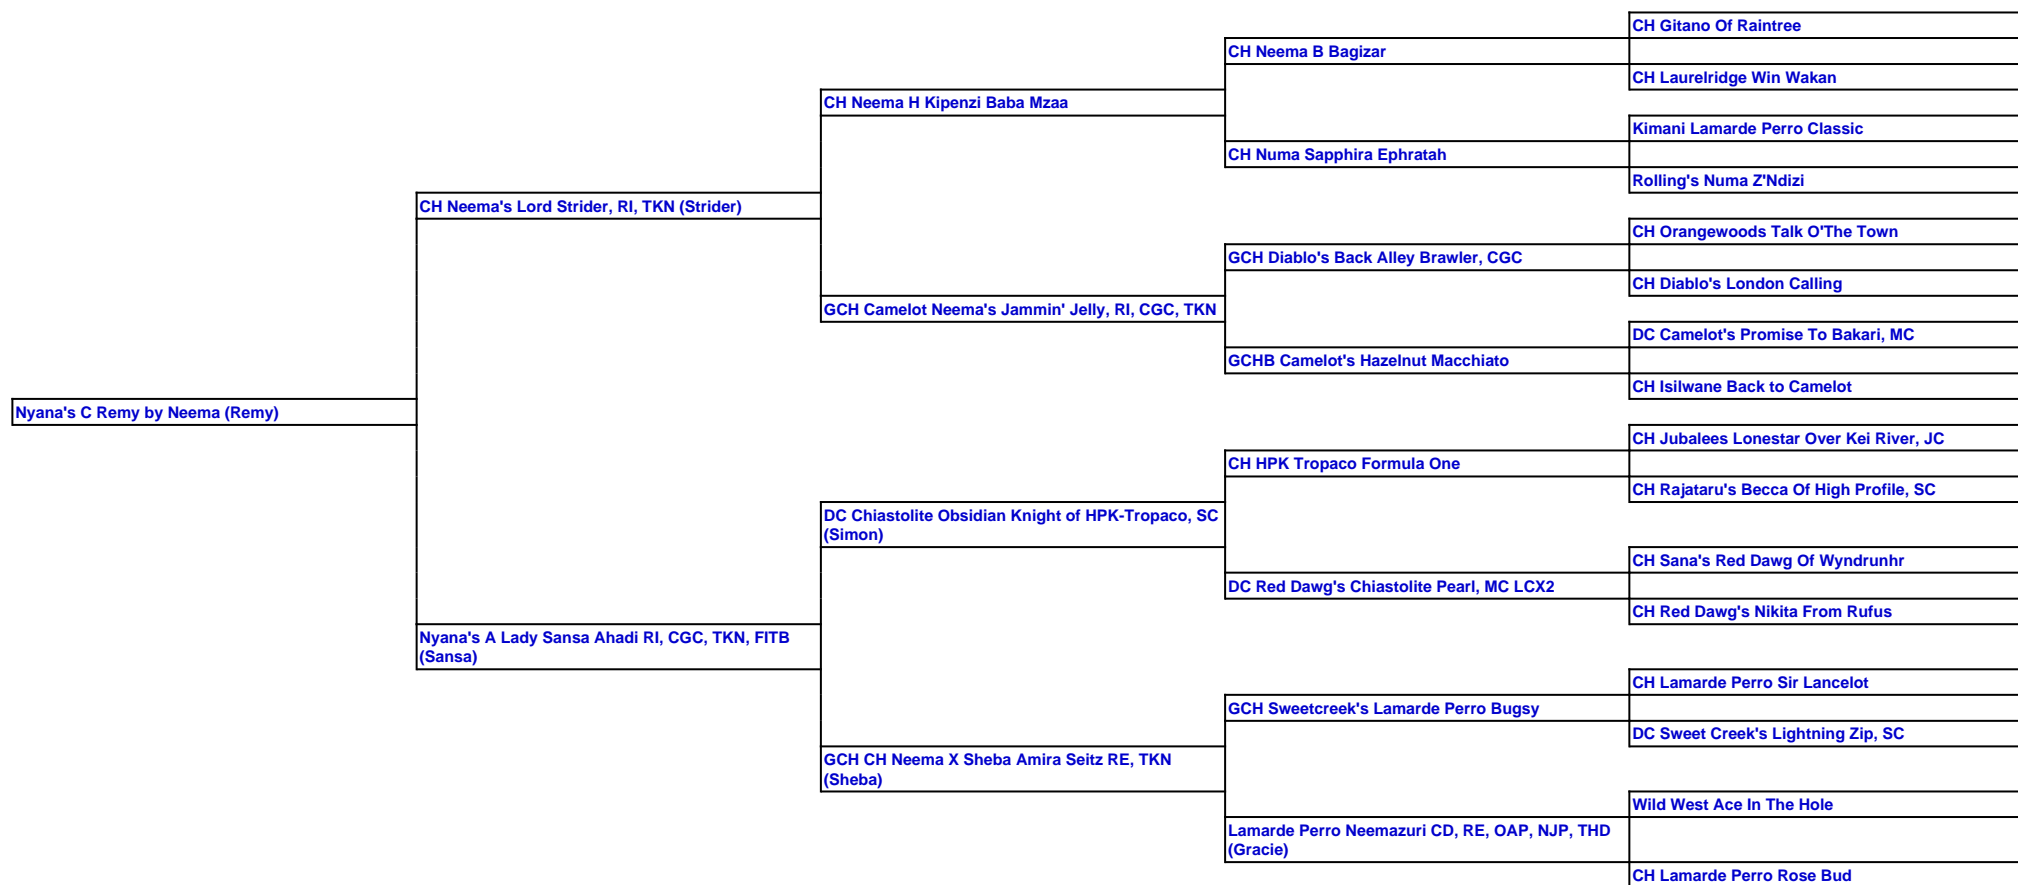 CH Gitano Of Raintree
CH Neema B Bagizar
CH Laurelridge Win Wakan
CH Neema H Kipenzi Baba Mzaa
Kimani Lamarde Perro Classic
CH Numa Sapphira Ephratah
Rolling's Numa Z'Ndizi
CH Neema's Lord Strider, RI, TKN (Strider)
CH Orangewoods Talk O'The Town
GCH Diablo's Back Alley Brawler, CGC
CH Diablo's London Calling
GCH Camelot Neema's Jammin' Jelly, RI, CGC, TKN
DC Camelot's Promise To Bakari, MC
GCHB Camelot's Hazelnut Macchiato
CH Isilwane Back to Camelot
Nyana's C Remy by Neema (Remy)
CH Jubalees Lonestar Over Kei River, JC
CH HPK Tropaco Formula One
CH Rajataru's Becca Of High Profile, SC
DC Chiastolite Obsidian Knight of HPK-Tropaco, SC
(Simon)
CH Sana's Red Dawg Of Wyndrunhr
DC Red Dawg's Chiastolite Pearl, MC LCX2
CH Red Dawg's Nikita From Rufus
Nyana's A Lady Sansa Ahadi RI, CGC, TKN, FITB
(Sansa)
CH Lamarde Perro Sir Lancelot
GCH Sweetcreek's Lamarde Perro Bugsy
DC Sweet Creek's Lightning Zip, SC
GCH CH Neema X Sheba Amira Seitz RE, TKN
(Sheba)
Wild West Ace In The Hole
Lamarde Perro Neemazuri CD, RE, OAP, NJP, THD
(Gracie)
CH Lamarde Perro Rose Bud